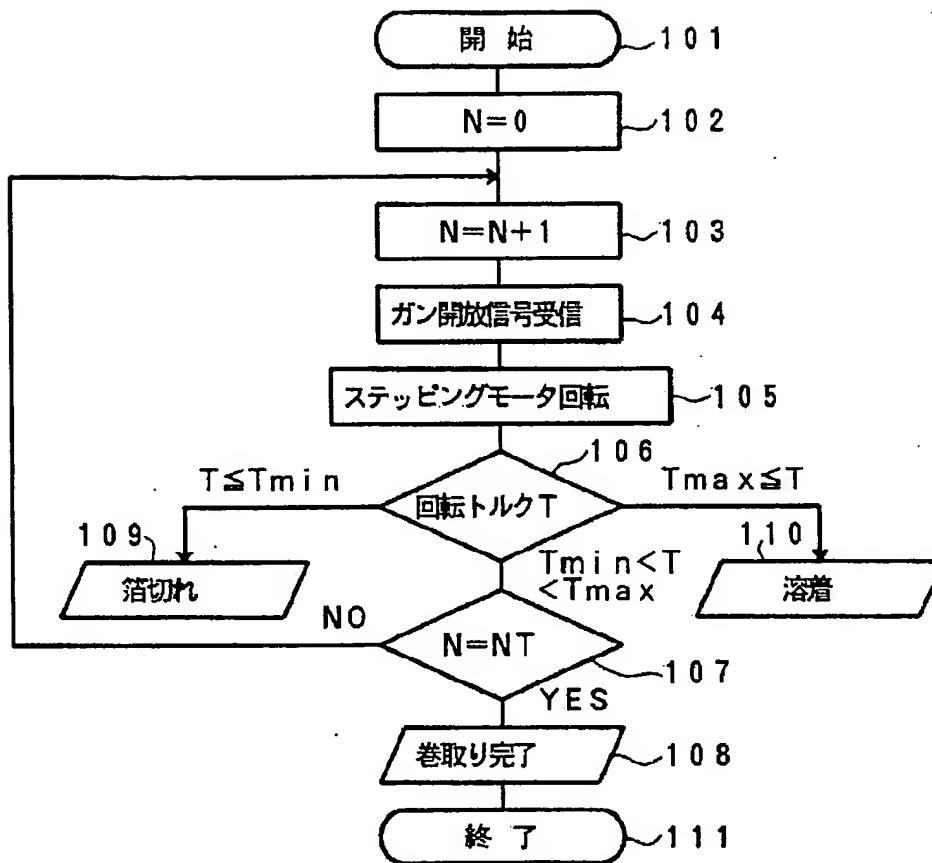 開 始
101
N=0
102
N=N+1
103
ガン開放信号受信
104
ステッピングモータ回転
105
106
T≦Tmin
回転トルクT
Tmax≦T
109
箔切れ
Tmin<T
<Tmax
110
溶着
NO
N=NT
107
YES
巻取り完了
108
終 了
111